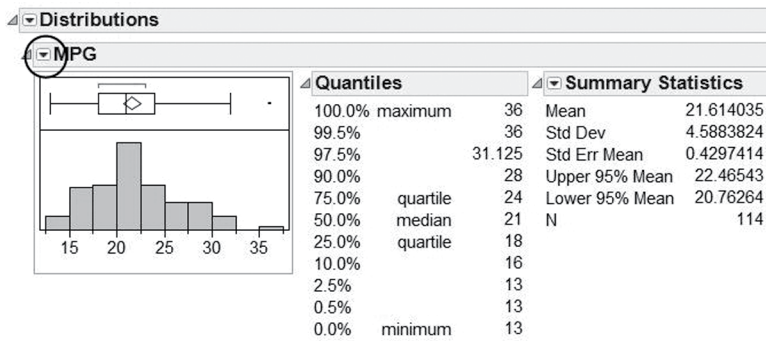 Distributions
MPG
15 20 25 30 35
Quantiles
100.0% maximum 36
99.5% 36
97.5% 31.125
90.0% 28
75.0% quartile 24
50.0% median 21
25.0% quartile 18
10.0% 16
2.5% 13
0.5% 13
0.0% minimum 13
Summary Statistics
Mean 21.614035
Std Dev 4.5883824
Std Err Mean 0.4297414
Upper 95% Mean 22.46543
Lower 95% Mean 20.76264
N 114